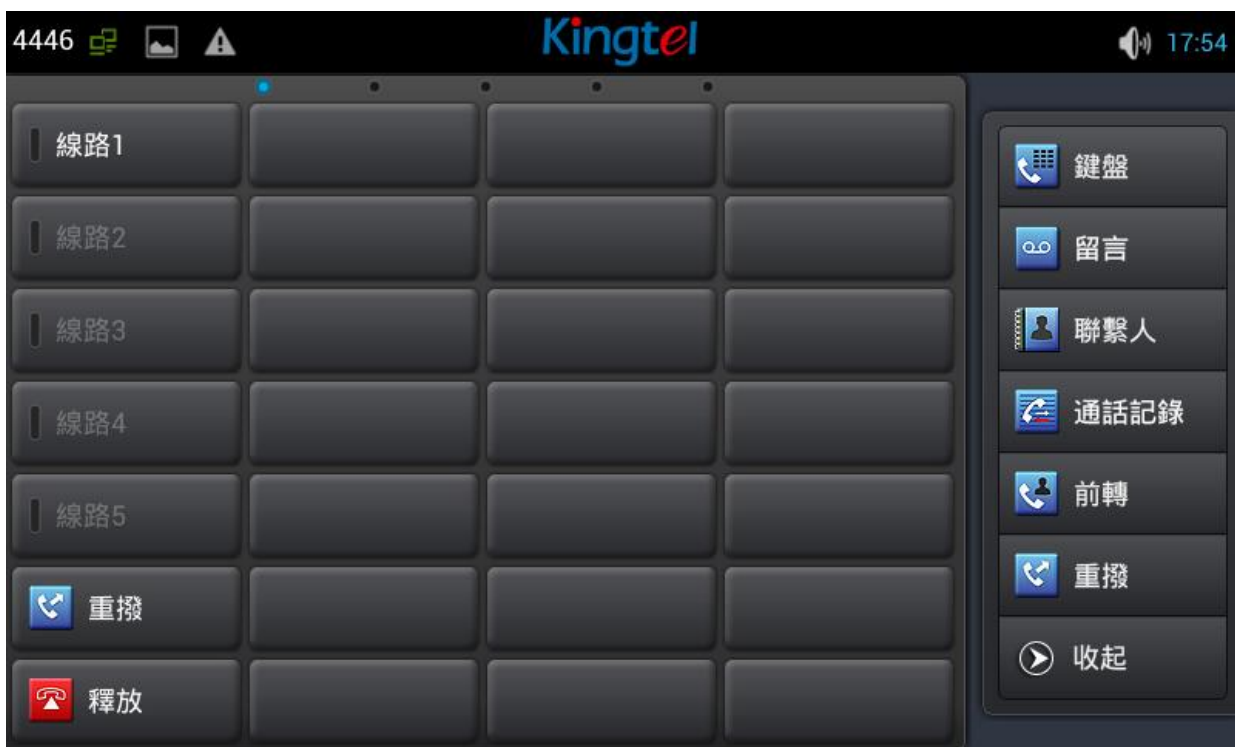 4446
Kingtel
17:54
線路1
線路2
線路3
線路4
線路5
重撥
釋放
鍵盤
留言
聯繫人
通話記錄
前轉
重撥
收起